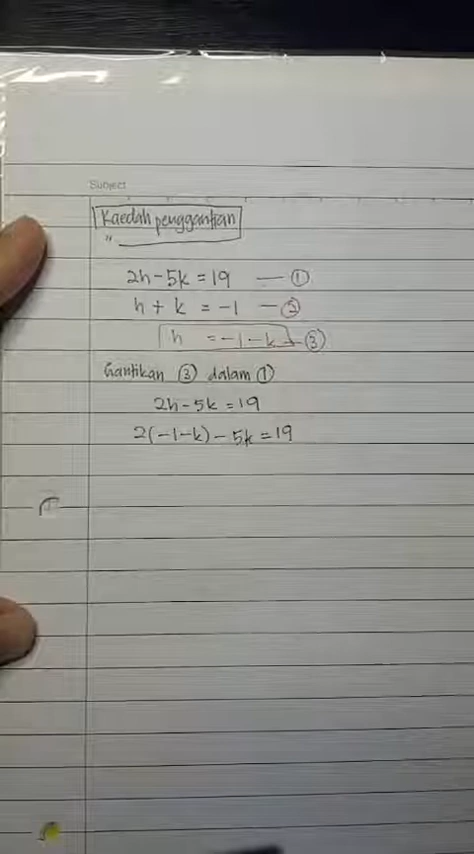 Subject
Kaedah penggantian
2h - 5k = 19 — ①
h + k = -1 — ②
h = -1 - k — ③
Gantikan ③ dalam ①
2h - 5k = 19
2(-1-k) - 5k = 19